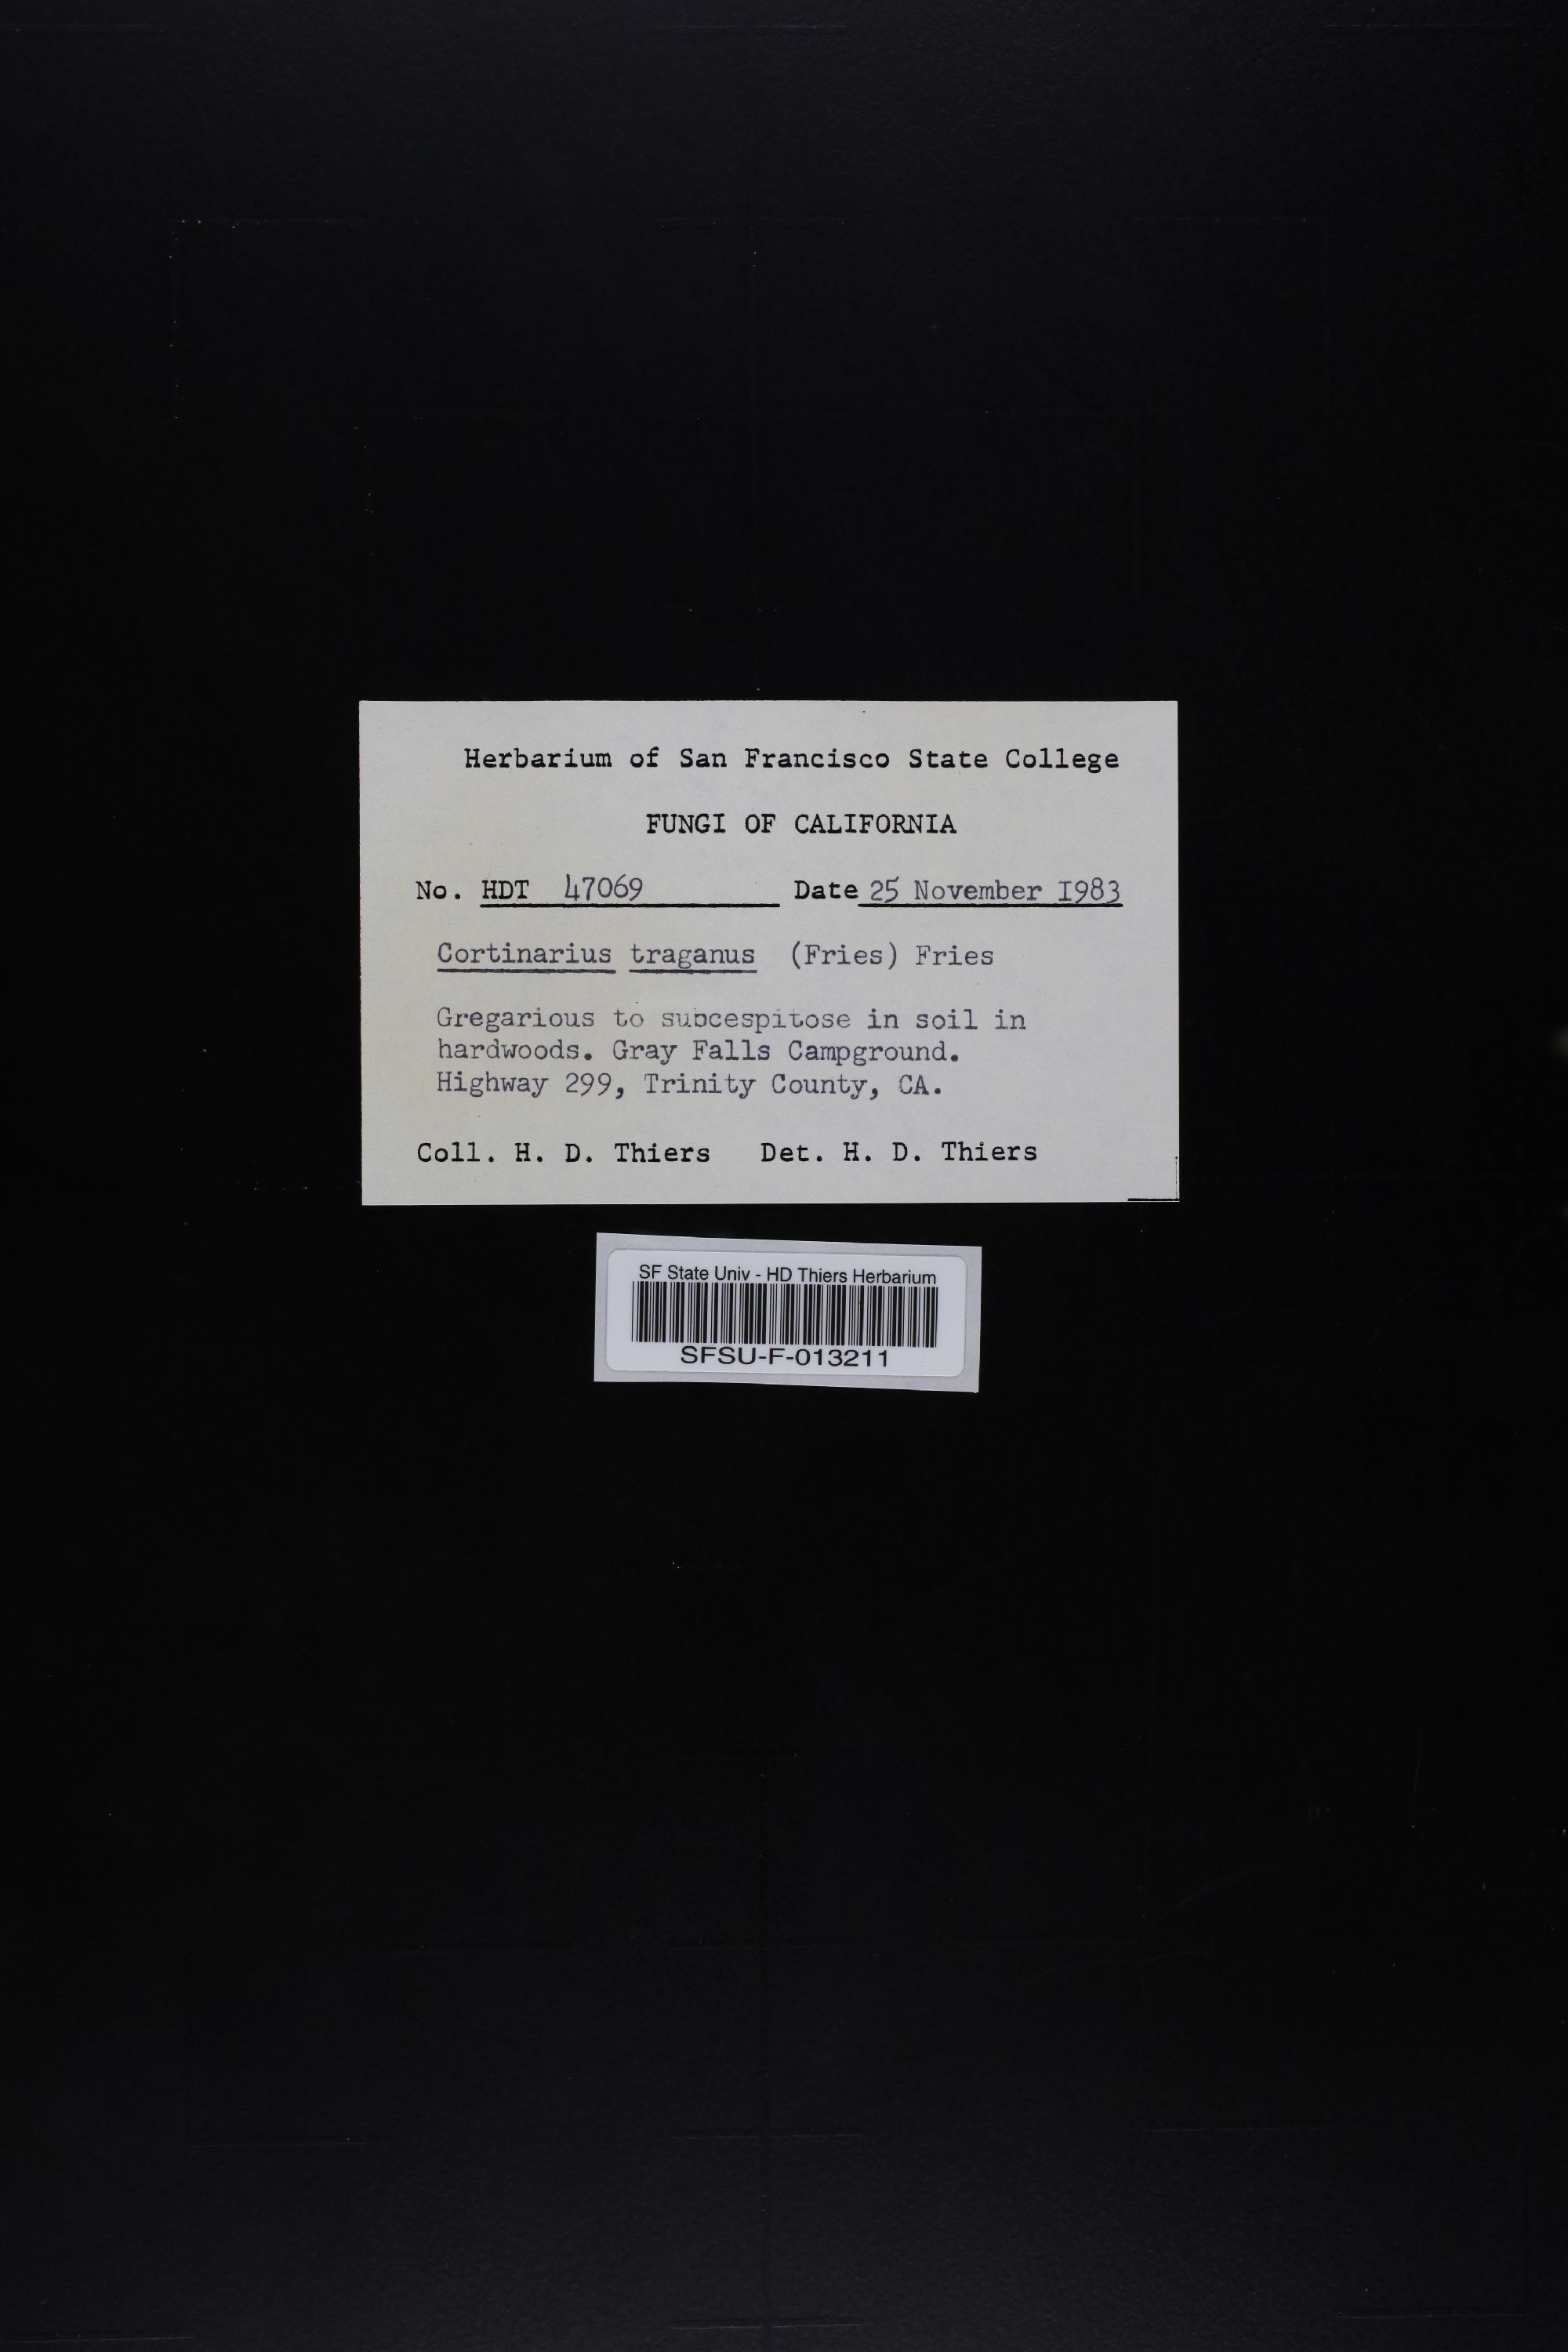 Herbarium of San Francisco State College
FUNGI OF CALIFORNIA
No. HDT 47069 Date 25 November I983
Cortinarius traganus (Fries) Fries
Gregarious to subcespitose in soil in
hardwoods. Gray Falls Campground.
Highway 299, Trinity County, CA.
Coll. H. D. Thiers Det. H. D. Thiers
SF State Univ - HD Thiers Herbarium
SFSU-F-013211